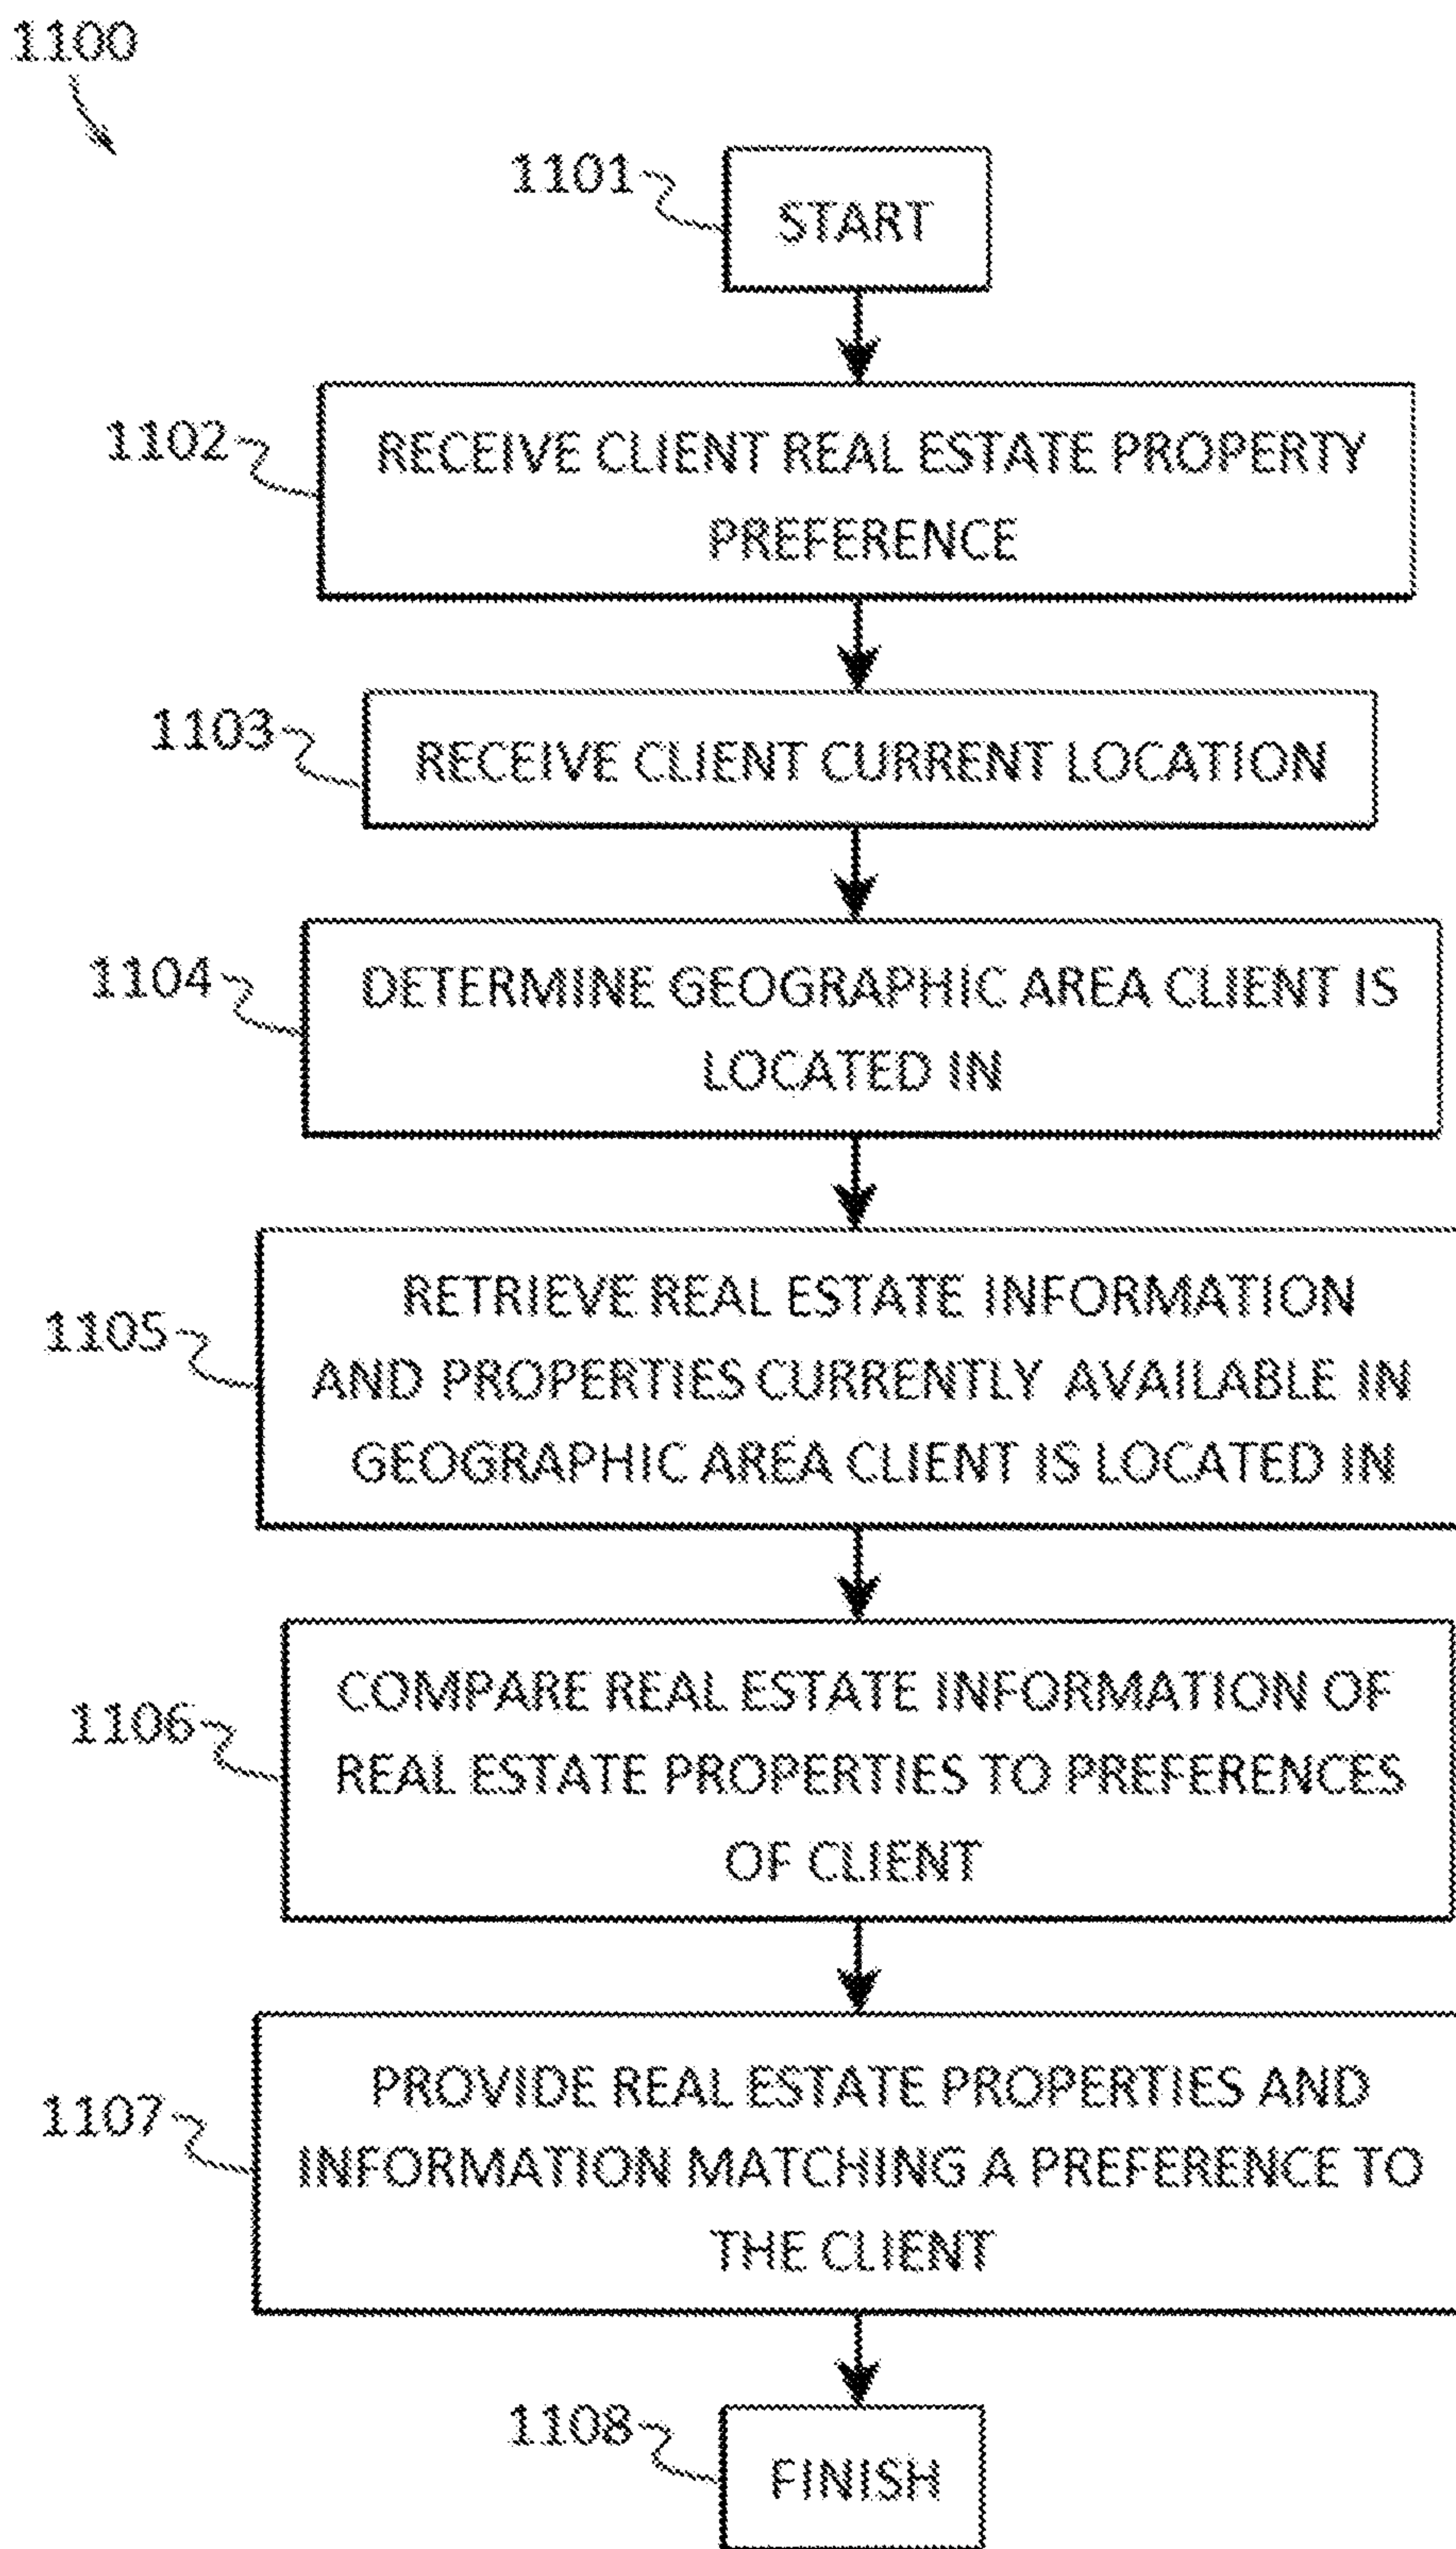 1100
1101
START
1102
RECEIVE CLIENT REAL ESTATE PROPERTY
PREFERENCE
1103
RECEIVE CLIENT CURRENT LOCATION
1104
DETERMINE GEOGRAPHIC AREA CLIENT IS
LOCATED IN
1105
RETRIEVE REAL ESTATE INFORMATION
AND PROPERTIES CURRENTLY AVAILABLE IN
GEOGRAPHIC AREA CLIENT IS LOCATED IN
1106
COMPARE REAL ESTATE INFORMATION OF
REAL ESTATE PROPERTIES TO PREFERENCES
OF CLIENT
1107
PROVIDE REAL ESTATE PROPERTIES AND
INFORMATION MATCHING A PREFERENCE TO
THE CLIENT
1108
FINISH